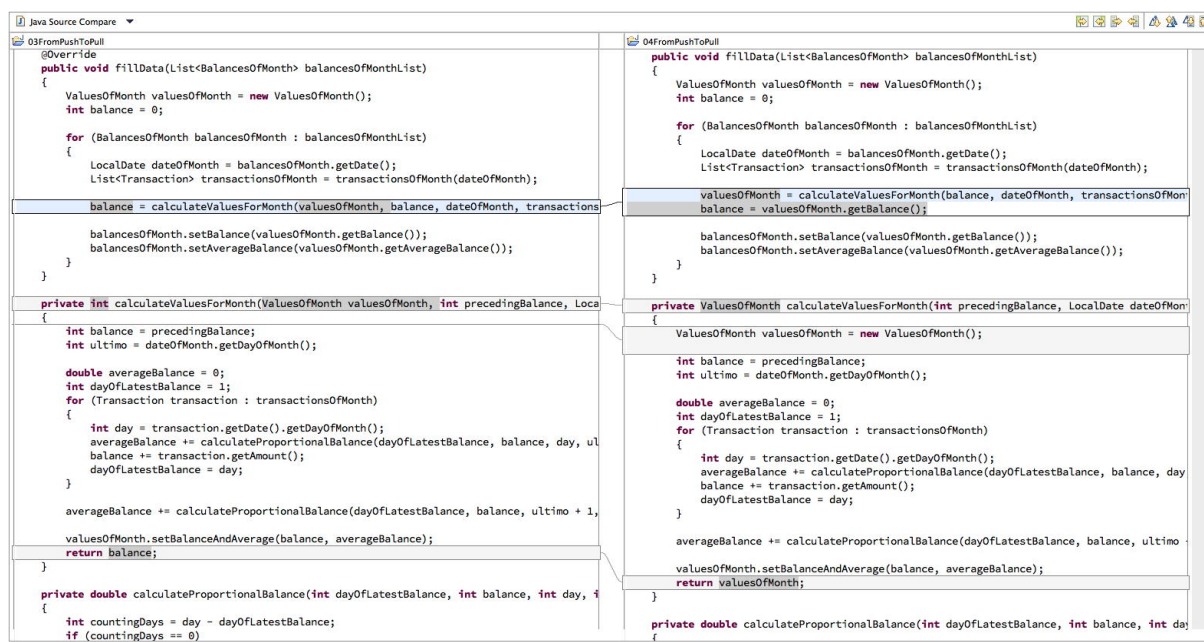 Java Source Compare
03FromPushToPull
@Override
public void fillData(List<BalancesOfMonth> balancesOfMonthList)
{
ValuesOfMonth valuesOfMonth = new ValuesOfMonth();
int balance = 0;
for (BalancesOfMonth balancesOfMonth : balancesOfMonthList)
{
LocalDate dateOfMonth = balancesOfMonth.getDate();
List<Transaction> transactionsOfMonth = transactionsOfMonth(dateOfMonth);
balance = calculateValuesForMonth(valuesOfMonth, balance, dateOfMonth, transactions
balancesOfMonth.setBalance(valuesOfMonth.getBalance());
balancesOfMonth.setAverageBalance(valuesOfMonth.getAverageBalance());
}
}
private int calculateValuesForMonth(ValuesOfMonth valuesOfMonth, int precedingBalance, Loca
{
int balance = precedingBalance;
int ultimo = dateOfMonth.getDayOfMonth();
double averageBalance = 0;
int dayOfLatestBalance = 1;
for (Transaction transaction : transactionsOfMonth)
{
int day = transaction.getDate().getDayOfMonth();
averageBalance += calculateProportionalBalance(dayOfLatestBalance, balance, day, ul
balance += transaction.getAmount();
dayOfLatestBalance = day;
}
averageBalance += calculateProportionalBalance(dayOfLatestBalance, balance, ultimo + 1,
valuesOfMonth.setBalanceAndAverage(balance, averageBalance);
return balance;
}
private double calculateProportionalBalance(int dayOfLatestBalance, int balance, int day, i
{
int countingDays = day - dayOfLatestBalance;
if (countingDays == 0)
04FromPushToPull
public void fillData(List<BalancesOfMonth> balancesOfMonthList)
{
ValuesOfMonth valuesOfMonth = new ValuesOfMonth();
int balance = 0;
for (BalancesOfMonth balancesOfMonth : balancesOfMonthList)
{
LocalDate dateOfMonth = balancesOfMonth.getDate();
List<Transaction> transactionsOfMonth = transactionsOfMonth(dateOfMonth);
valuesOfMonth = calculateValuesForMonth(balance, dateOfMonth, transactionsOfMont
balance = valuesOfMonth.getBalance();
balancesOfMonth.setBalance(valuesOfMonth.getBalance());
balancesOfMonth.setAverageBalance(valuesOfMonth.getAverageBalance());
}
}
private ValuesOfMonth calculateValuesForMonth(int precedingBalance, LocalDate dateOfMont
{
ValuesOfMonth valuesOfMonth = new ValuesOfMonth();
int balance = precedingBalance;
int ultimo = dateOfMonth.getDayOfMonth();
double averageBalance = 0;
int dayOfLatestBalance = 1;
for (Transaction transaction : transactionsOfMonth)
{
int day = transaction.getDate().getDayOfMonth();
averageBalance += calculateProportionalBalance(dayOfLatestBalance, balance, day
balance += transaction.getAmount();
dayOfLatestBalance = day;
}
averageBalance += calculateProportionalBalance(dayOfLatestBalance, balance, ultimo +
valuesOfMonth.setBalanceAndAverage(balance, averageBalance);
return valuesOfMonth;
}
private double calculateProportionalBalance(int dayOfLatestBalance, int balance, int day
{